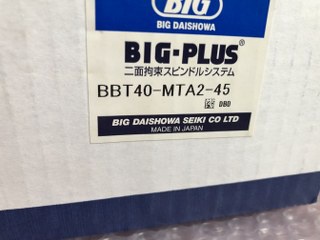 BIG
BIG DAISHOWA
BIG-PLUS®
二面拘束スピンドルシステム
BBT40-MTA2-45
DBD
BIG DAISHOWA SEIKI CO LTD
MADE IN JAPAN